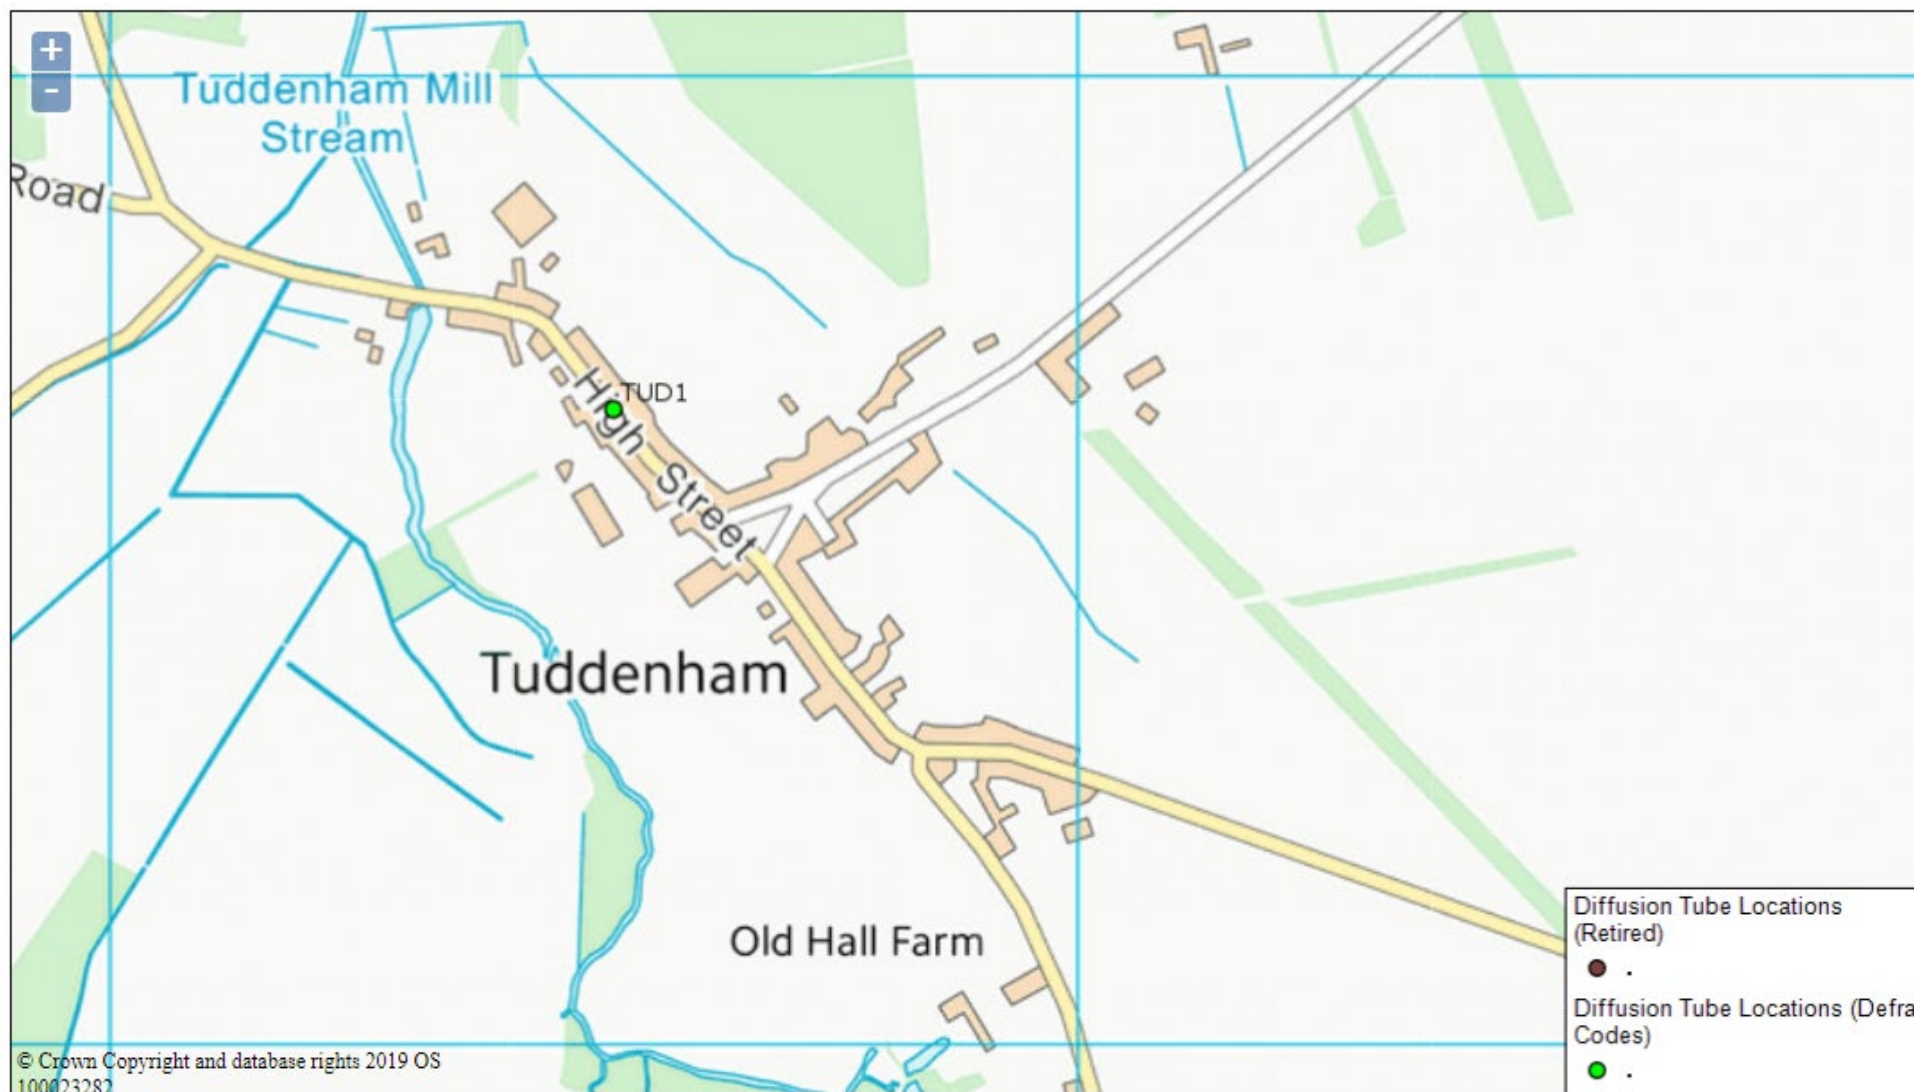 +
-
Tuddenham Mill
Stream
Road
TUD1
High Street
Tuddenham
Old Hall Farm
Diffusion Tube Locations
(Retired)
.
Diffusion Tube Locations (Defra
Codes)
.
© Crown Copyright and database rights 2019 OS
100023282